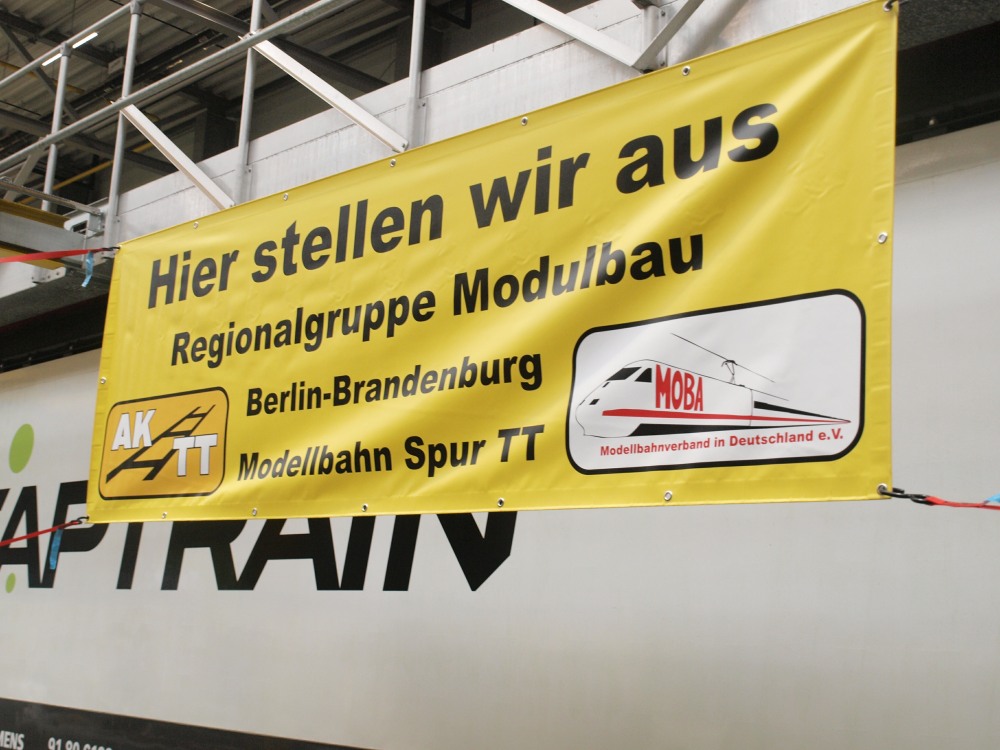 Hier stellen wir aus
Regionalgruppe Modulbau
Berlin-Brandenburg
Modellbahn Spur TT
AK
TT
MOBA
Modellbahnverband in Deutschland e.V.
APTRAIN